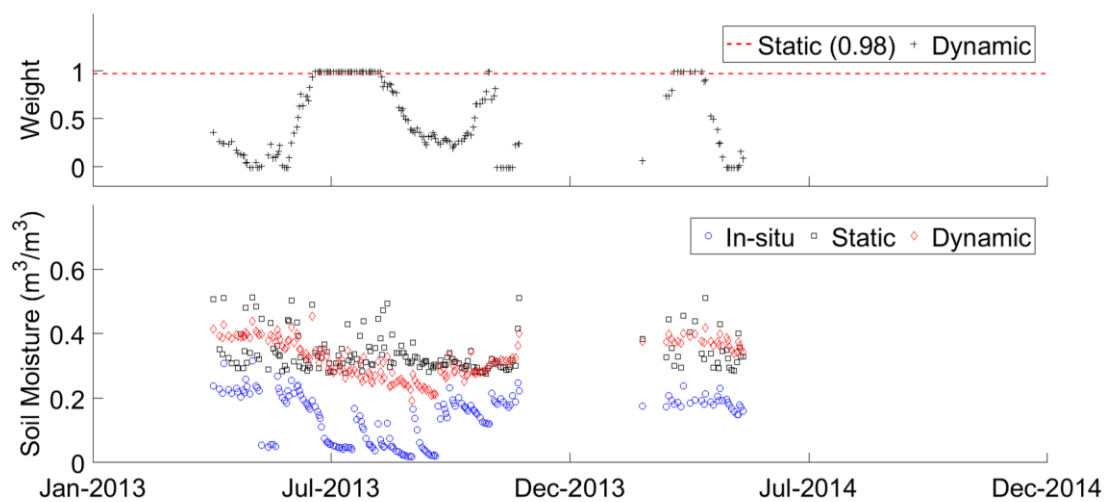 Static (0.98) Dynamic
Weight
1
0.5
0
In-situ Static Dynamic
Soil Moisture (m³/m³)
0.6
0.4
0.2
0
Jan-2013 Jul-2013 Dec-2013 Jul-2014 Dec-2014